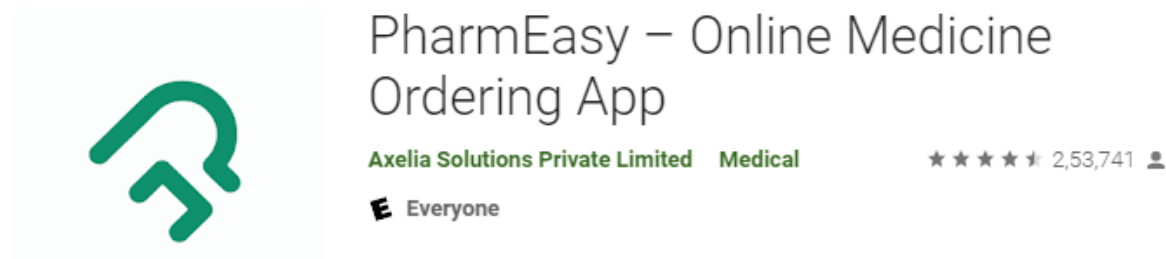 PharmEasy – Online Medicine
Ordering App
Axelia Solutions Private Limited Medical 2,53,741
E Everyone